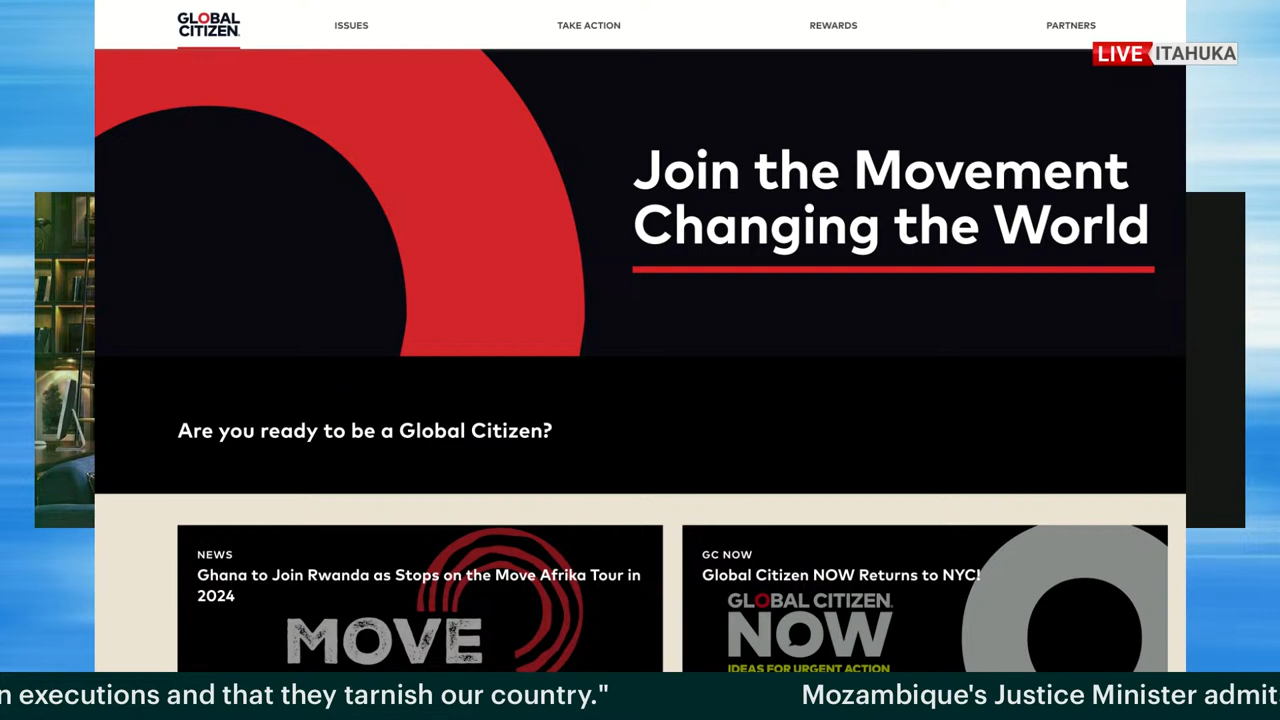 GLOBAL
CITIZEN
ISSUES
TAKE ACTION
REWARDS
PARTNERS
LIVE ITAHUKA
Join the Movement
Changing the World
Are you ready to be a Global Citizen?
NEWS
Ghana to Join Rwanda as Stops on the Move Afrika Tour in
2024
MOVE
GC NOW
Global Citizen NOW Returns to NYC!
GLOBAL CITIZEN
NOW
IDEAS FOR URGENT ACTION
n executions and that they tarnish our country."
Mozambique's Justice Minister admit